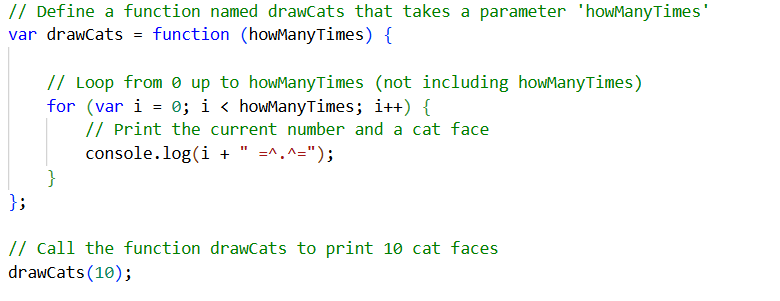 // Define a function named drawCats that takes a parameter 'howManyTimes'
var drawCats = function (howManyTimes) {
// Loop from 0 up to howManyTimes (not including howManyTimes)
for (var i = 0; i < howManyTimes; i++) {
// Print the current number and a cat face
console.log(i + " =^.^=");
}
};
// Call the function drawCats to print 10 cat faces
drawCats(10);